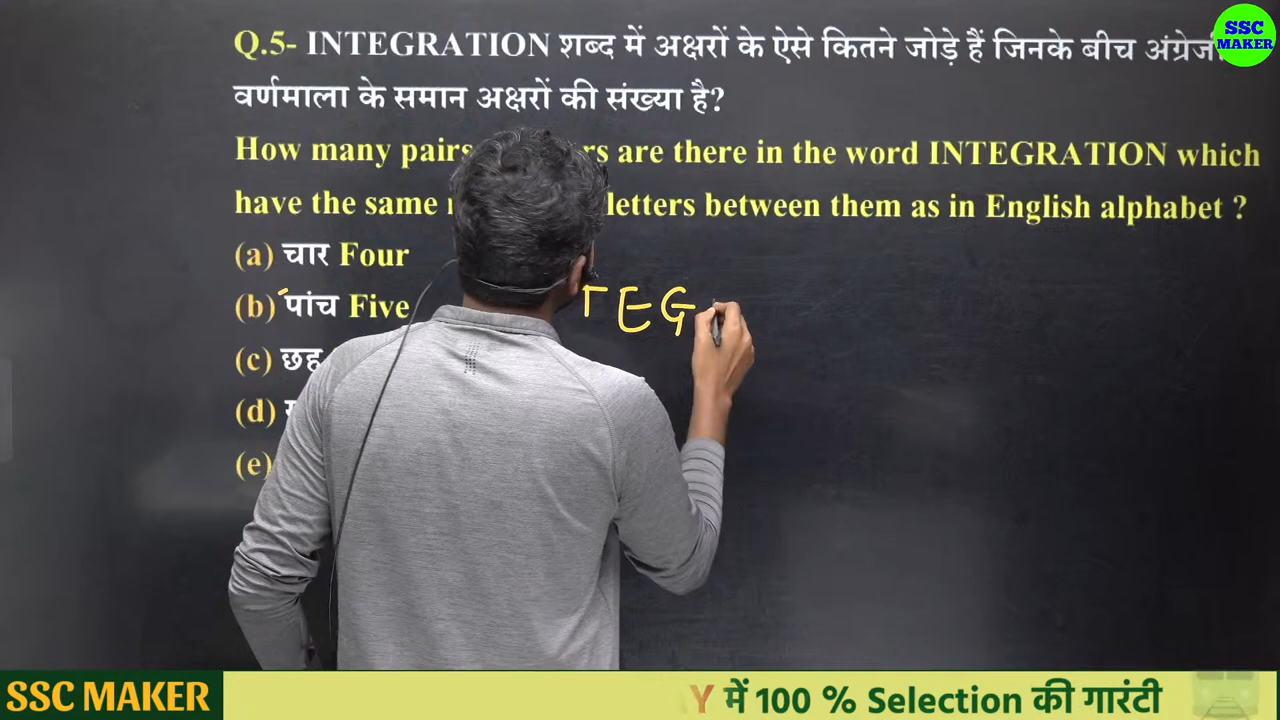 SSC
MAKER
Q.5- INTEGRATION शब्द में अक्षरों के ऐसे कितने जोड़े हैं जिनके बीच
वर्णमाला के समान अक्षरों की संख्या है?
How many pairs are there in the word INTEGRATION which
have the same letters between them as in English alphabet ?
(a) चार Four
(b) पांच Five
(c) छह
(d)
(e)
TEG
SSC MAKER
में 100 % Selection की गारंटी